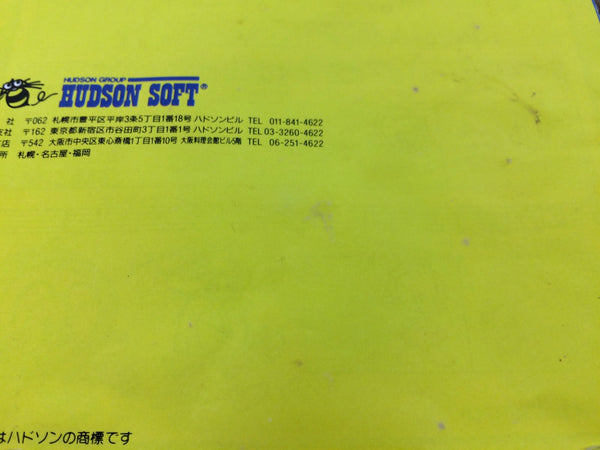 HUDSON GROUP
HUDSON SOFT®
社 〒062 札幌市豊平区平岸3条5丁目1番18号 ハドソンビル TEL 011-841-4622
支社 〒162 東京都新宿区市谷田町3丁目1番1号 ハドソンビル TEL 03-3260-4622
店 〒542 大阪市中央区東心斎橋1丁目1番10号 大阪料理会館ビル5階 TEL 06-251-4622
所 札幌・名古屋・福岡
はハドソンの商標です